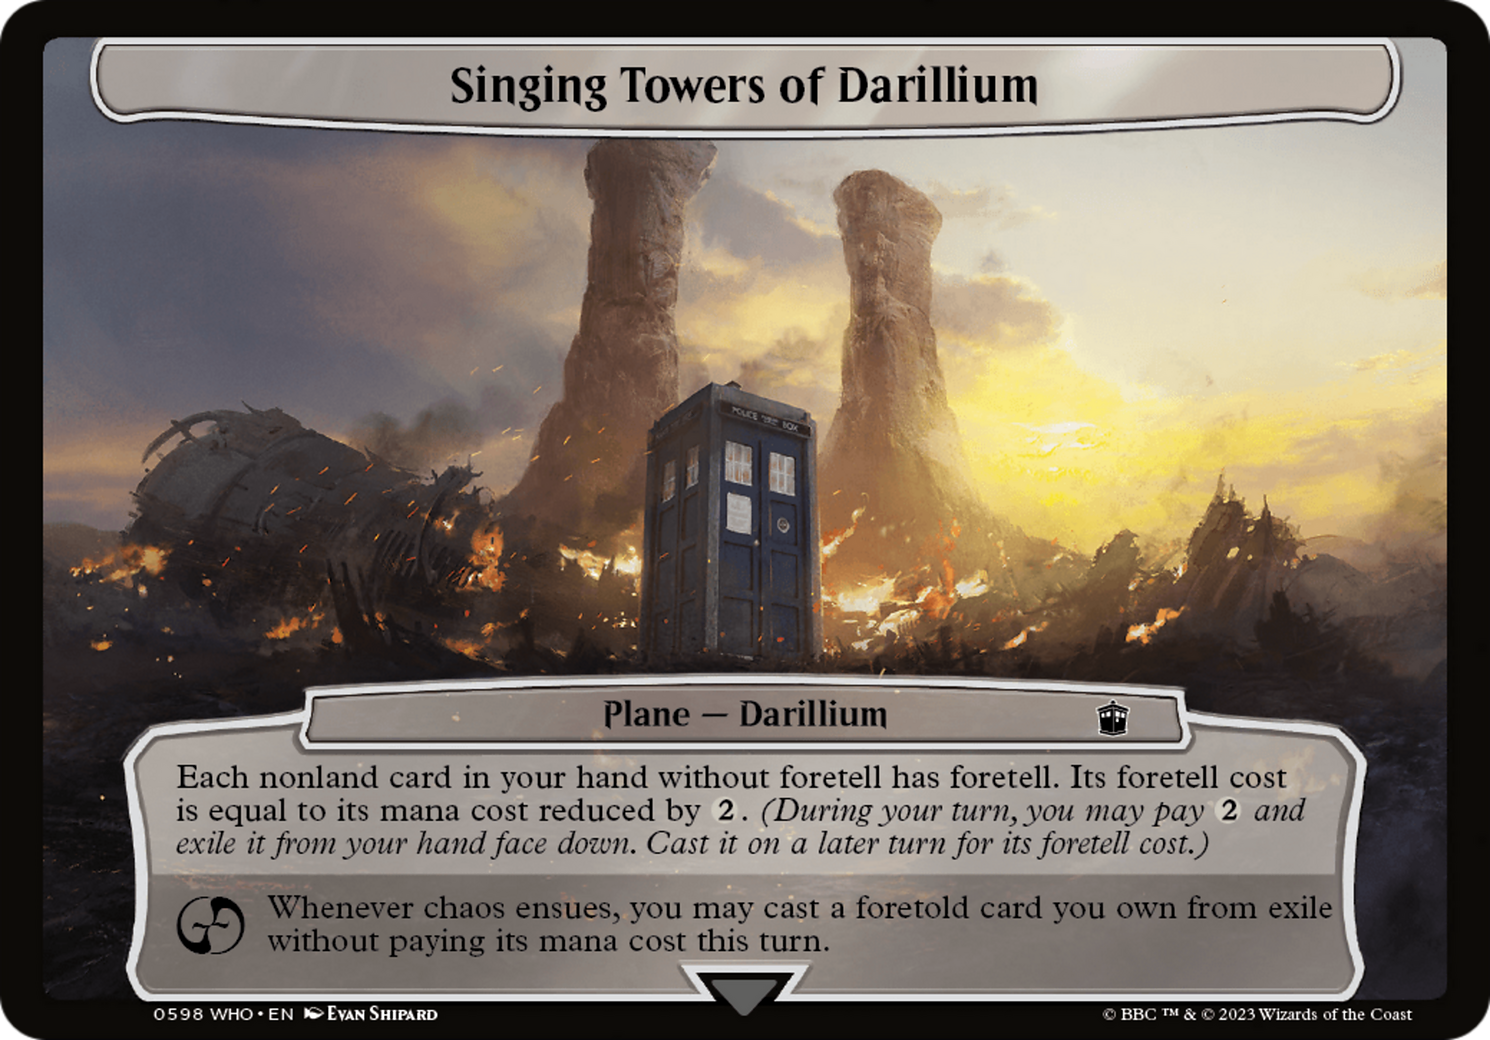 Singing Towers of Darillium
POLICE BOX
Plane — Darillium
Each nonland card in your hand without foretell has foretell. Its foretell cost
is equal to its mana cost reduced by 2. (During your turn, you may pay 2 and
exile it from your hand face down. Cast it on a later turn for its foretell cost.)
Whenever chaos ensues, you may cast a foretold card you own from exile
without paying its mana cost this turn.
0598 WHO • EN Evan Shipard
© BBC ™ & © 2023 Wizards of the Coast